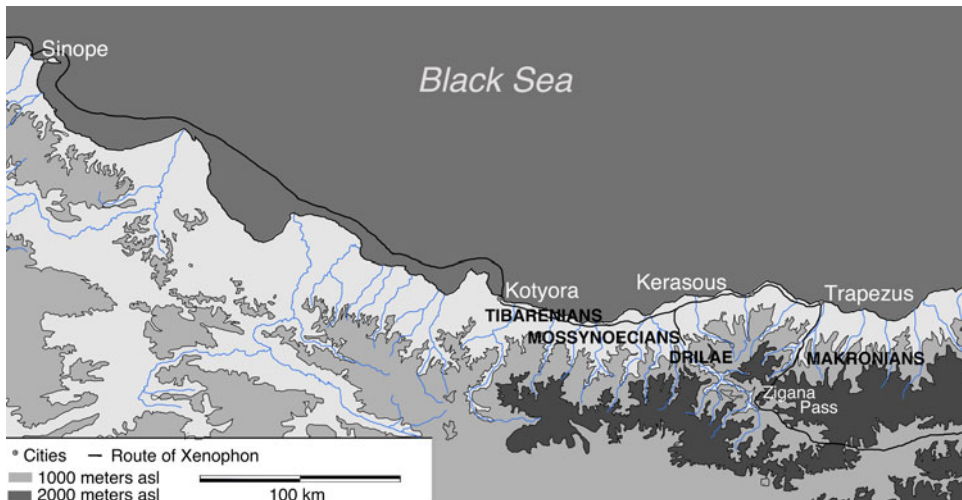 Sinope
Black Sea
Kotyora
Kerasous
Trapezus
TIBARENIANS
MOSSYNOECIANS
DRILAE
MAKRONIANS
Zigana
Pass
Cities
Route of Xenophon
1000 meters asl
2000 meters asl
100 km